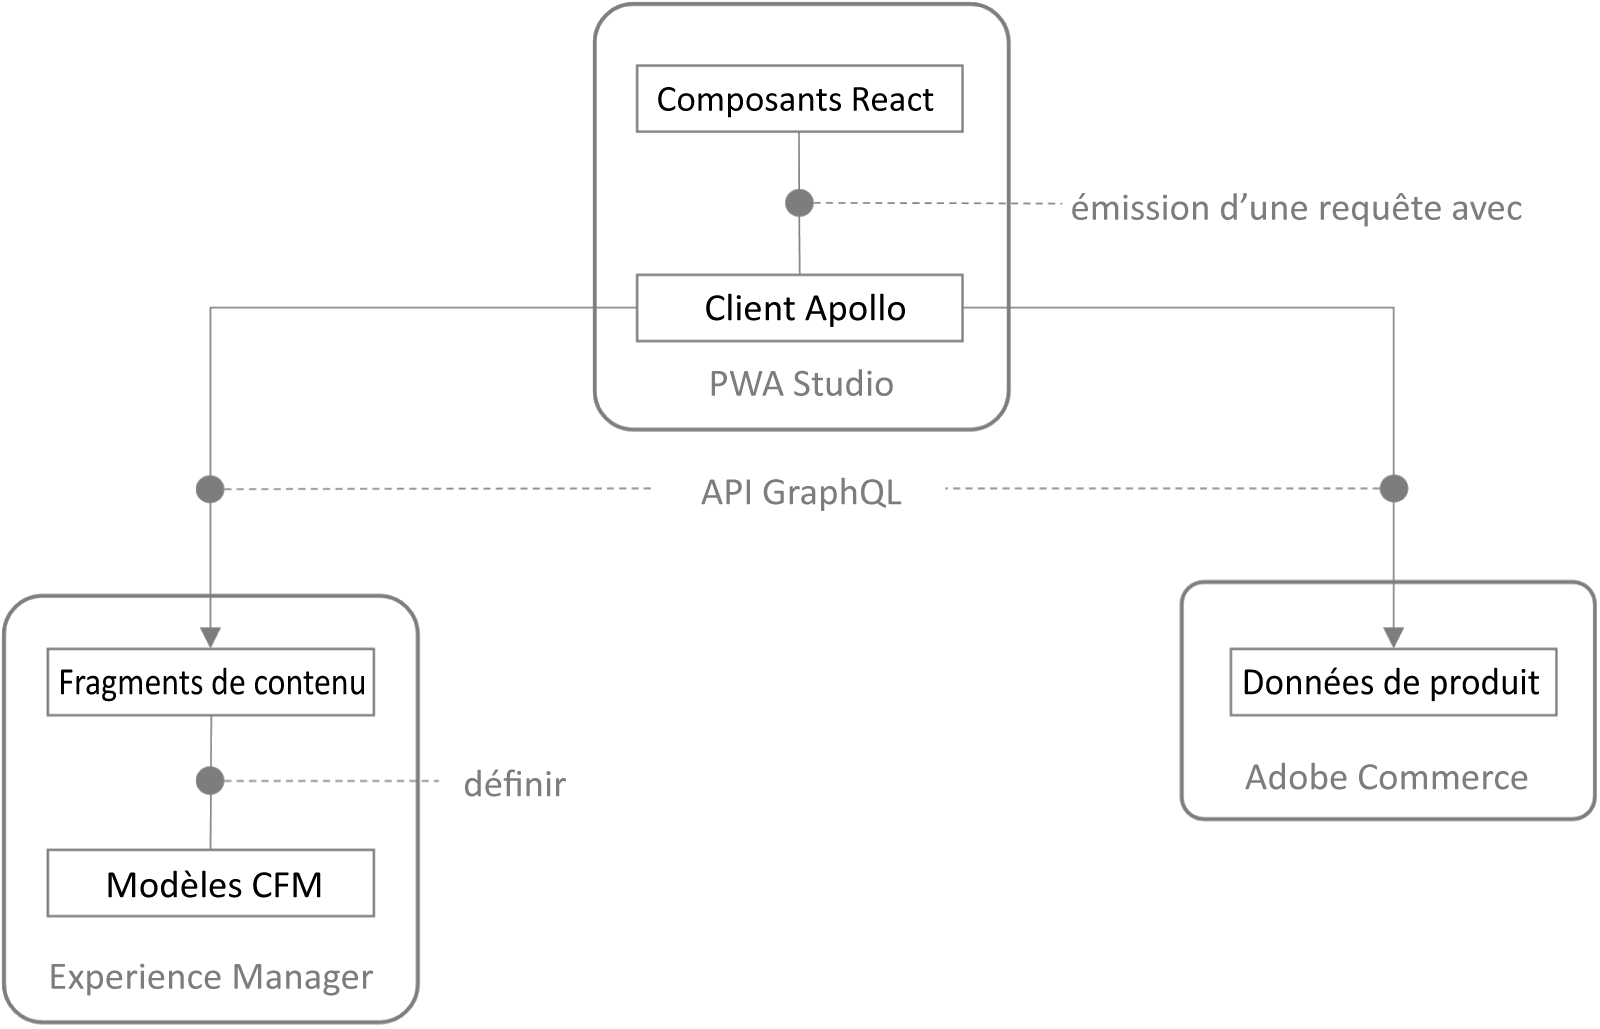 Composants React
émission d’une requête avec
Client Apollo
PWA Studio
API GraphQL
Fragments de contenu
Données de produit
définir
Adobe Commerce
Modèles CFM
Experience Manager